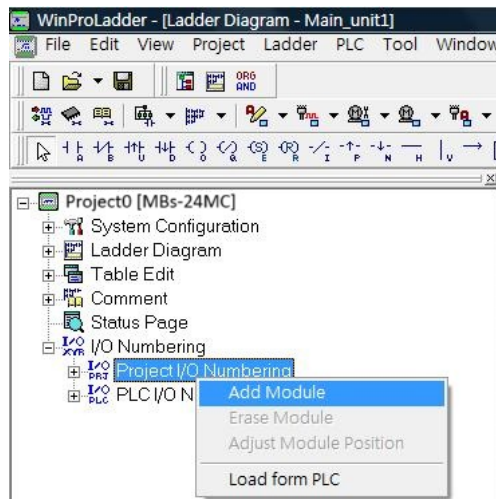 WinProLadder - [Ladder Diagram - Main_unit1]
File Edit View Project Ladder PLC Tool Window
ORG
AND
A B U D Q S R I P N H V
Project0 [MBs-24MC]
System Configuration
Ladder Diagram
Table Edit
Comment
Status Page
I/O Numbering
Project I/O Numbering
PLC I/O N
Add Module
Erase Module
Adjust Module Position
Load form PLC